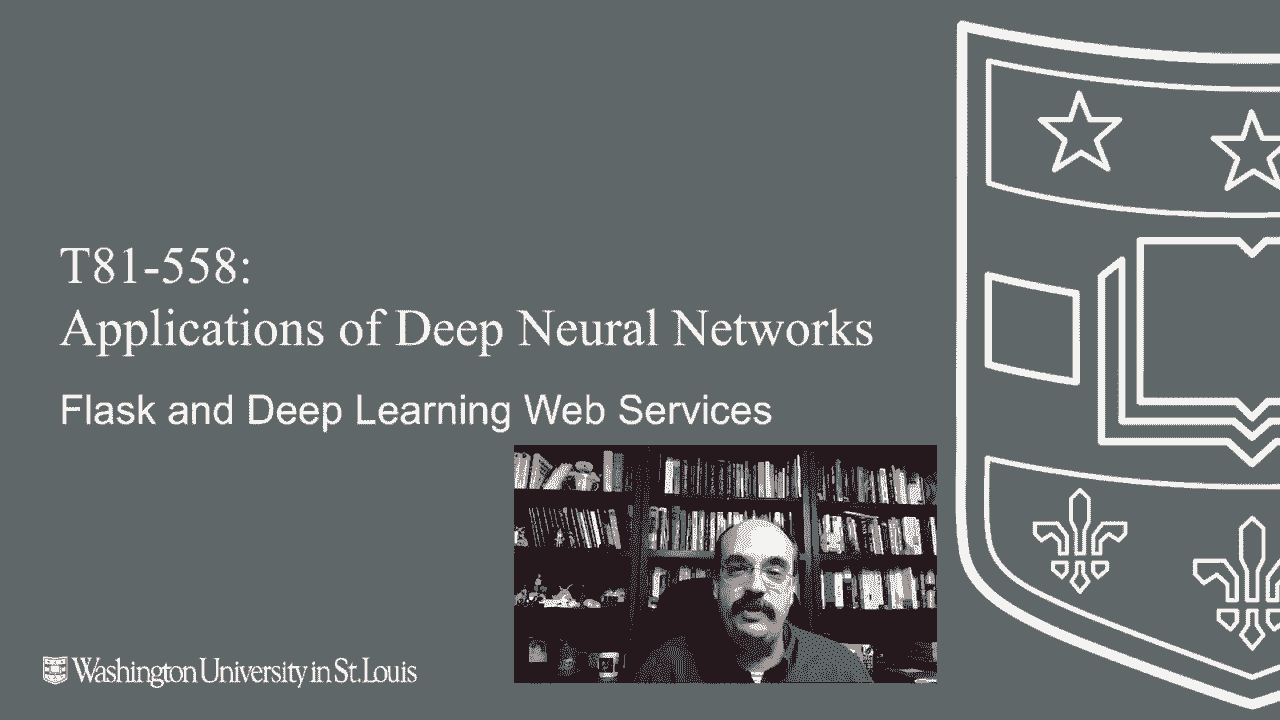 T81-558:
Applications of Deep Neural Networks
Flask and Deep Learning Web Services
Washington University in St. Louis